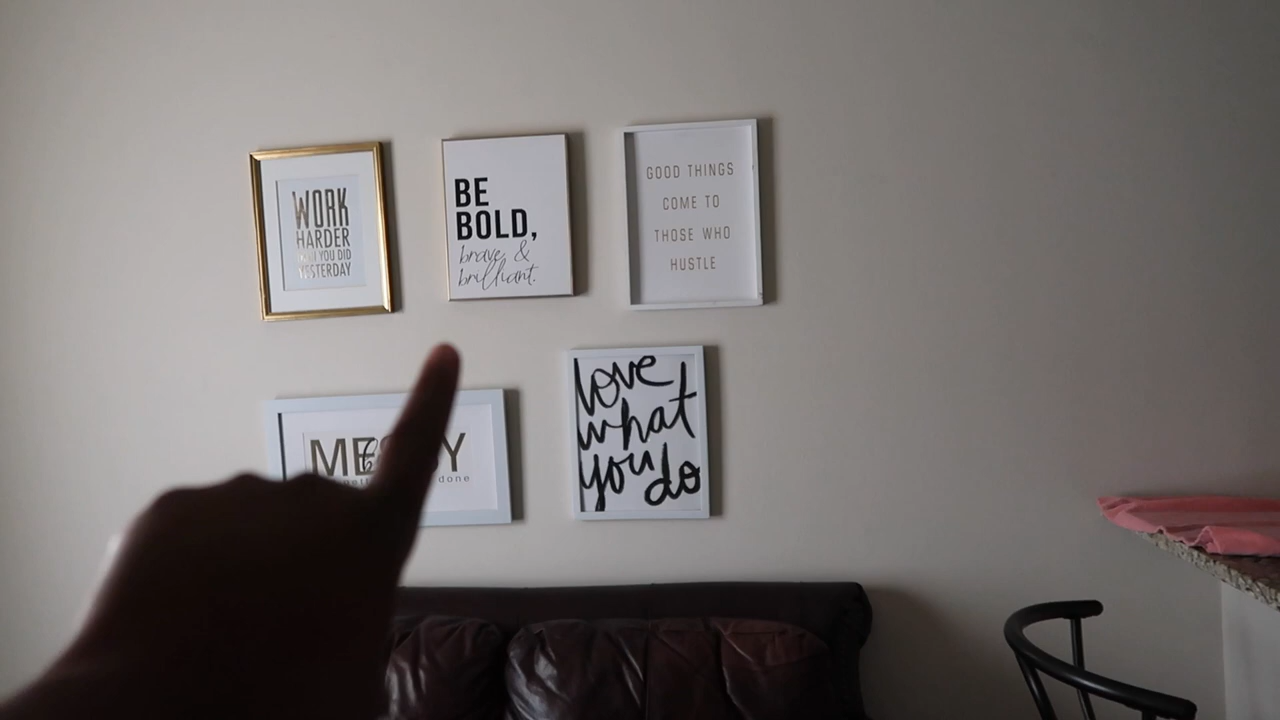 WORK
HARDER
THAN YOU DID
YESTERDAY
BE
BOLD,
brave &
brilliant.
GOOD THINGS
COME TO
THOSE WHO
HUSTLE
love
what
you
do
done